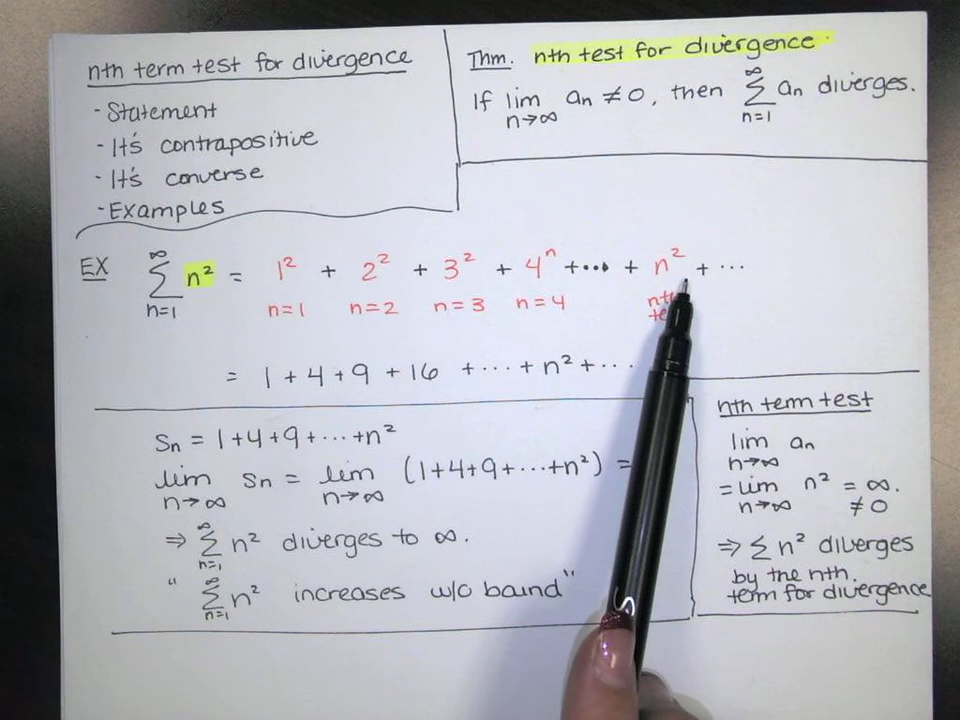 nth term test for divergence
- Statement
- It's contrapositive
- It's converse
- Examples
Thm. nth test for divergence
If lim n→∞ an ≠ 0, then ∞ Σ n=1 an diverges.
EX ∞ Σ n=1 n² = 1² + 2² + 3² + 4ⁿ + ··· + n² + ···
n=1 n=2 n=3 n=4
= 1 + 4 + 9 + 16 + ··· + n² + ···
Sn = 1+4+9+···+n²
lim n→∞ Sn = lim n→∞ (1+4+9+···+n²) =
⇒ ∞ Σ n=1 n² diverges to ∞.
" ∞ Σ n=1 n² increases w/o bound"
nth term test
lim n→∞ an
= lim n→∞ n² = ∞.
≠ 0
⇒ Σ n² diverges
by the nth.
term for divergence